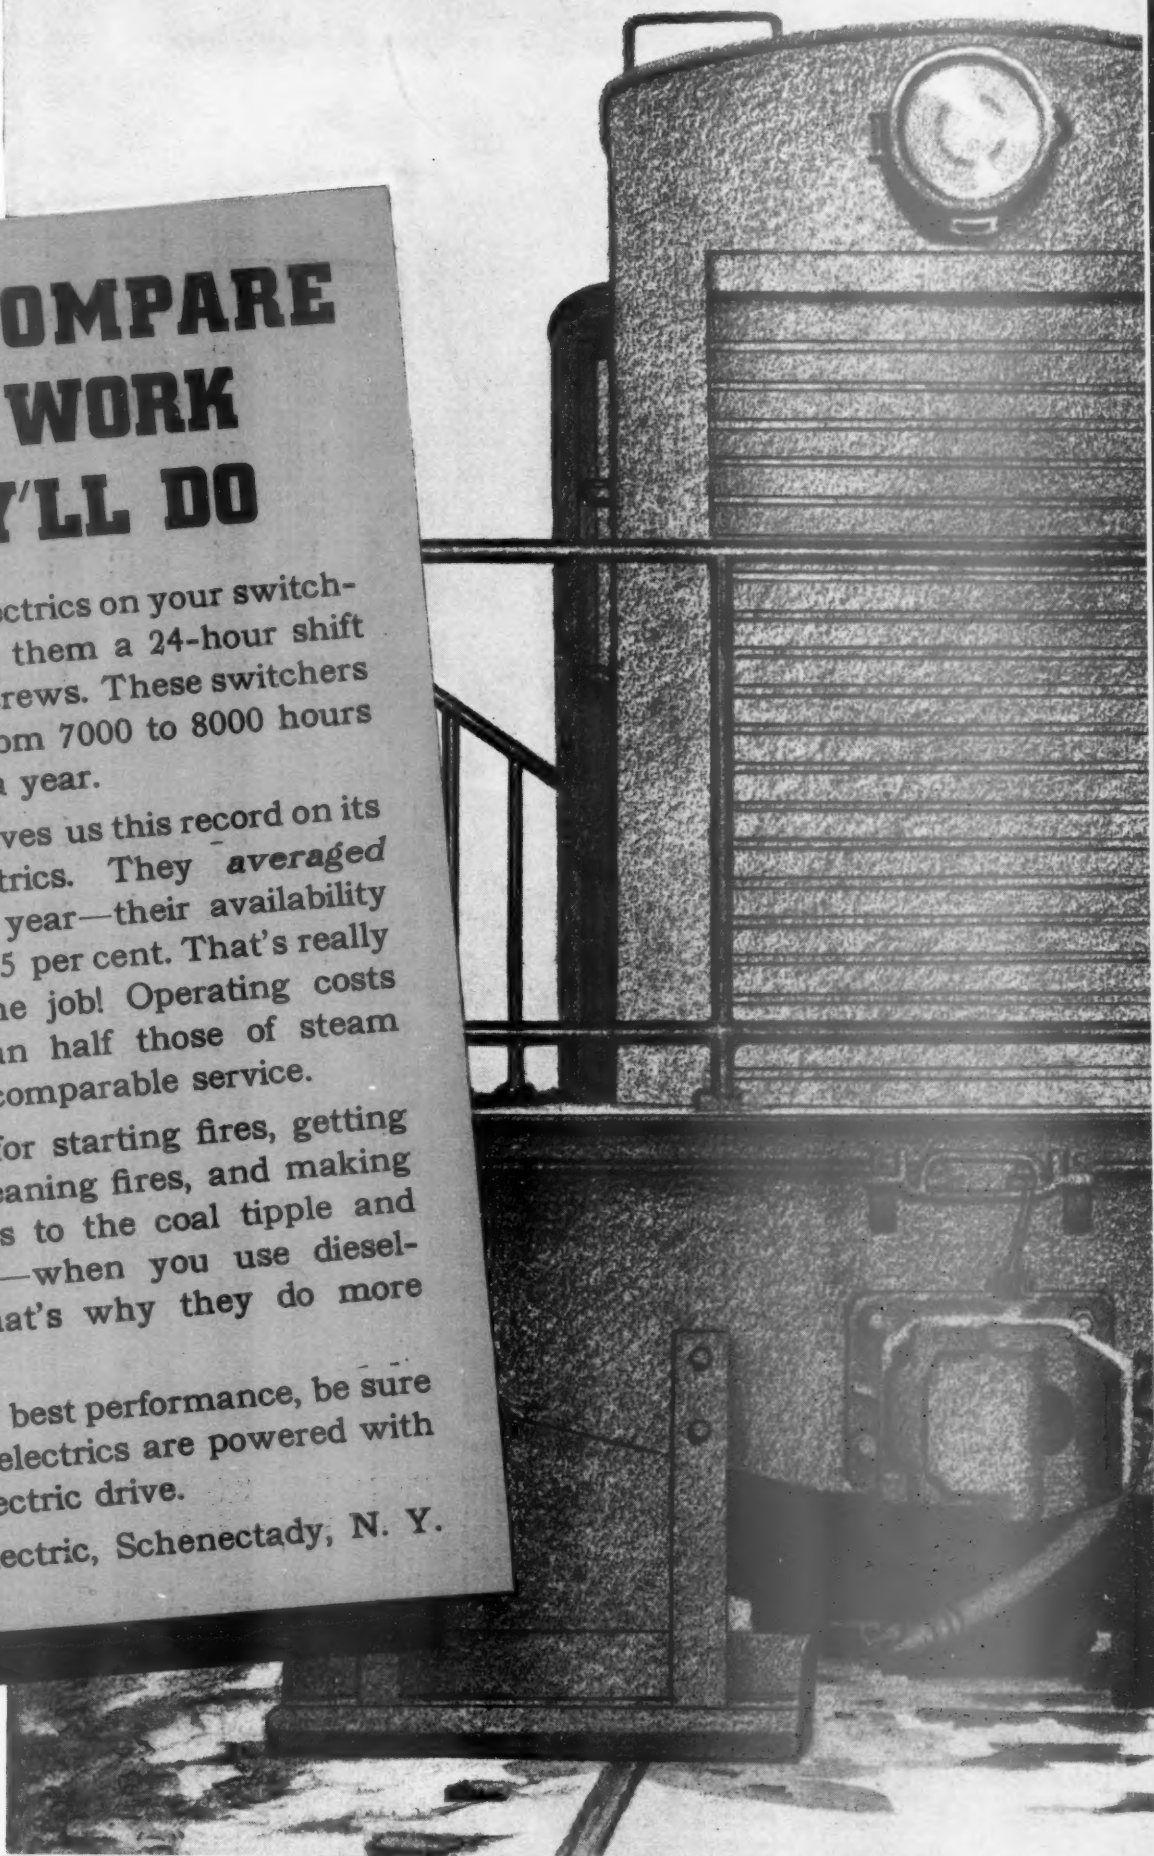 OMPARE
WORK
Y'LL DO
ectrics on your switch-
them a 24-hour shift
rews. These switchers
om 7000 to 8000 hours
a year.
ves us this record on its
trics. They averaged
year—their availability
5 per cent. That's really
ne job! Operating costs
an half those of steam
comparable service.
for starting fires, getting
eaning fires, and making
s to the coal tipple and
—when you use diesel-
nat's why they do more
best performance, be sure
electrics are powered with
ectric drive.
lectric, Schenectady, N. Y.